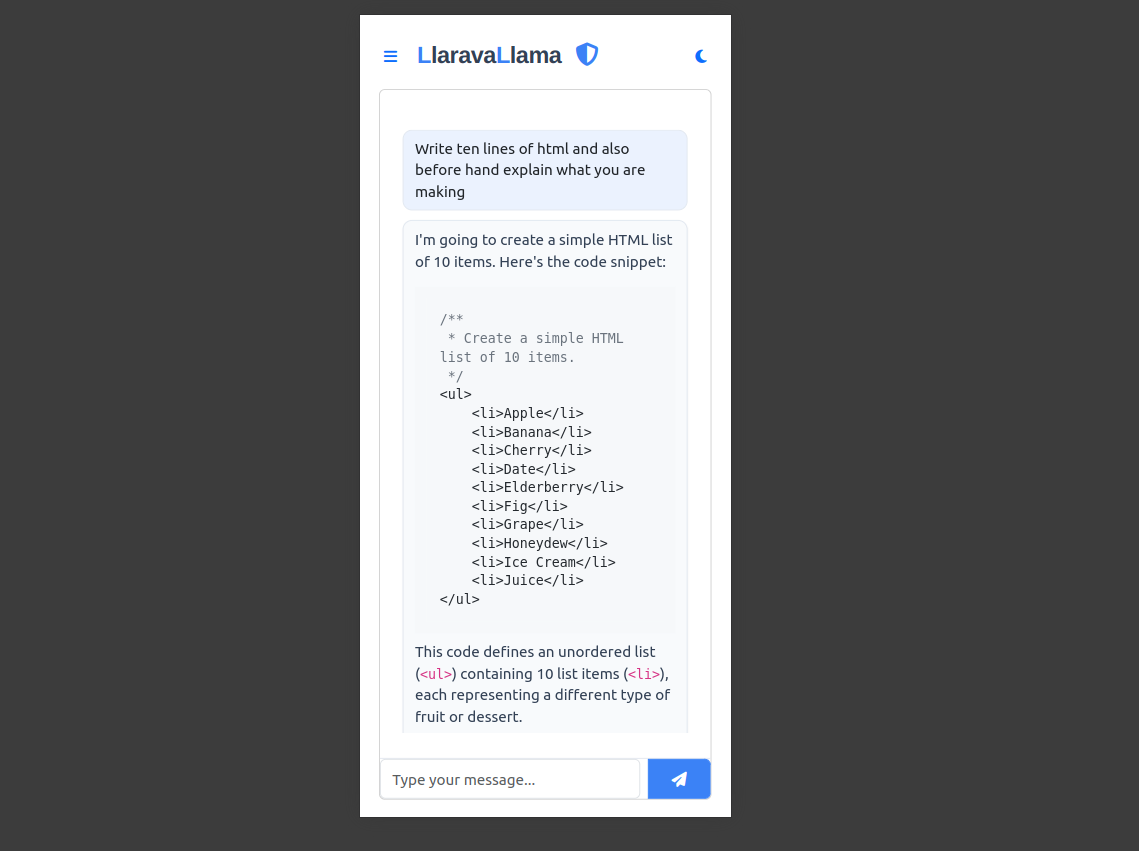 LlaravaLlama
Write ten lines of html and also
before hand explain what you are
making
I'm going to create a simple HTML list
of 10 items. Here's the code snippet:
/**
 * Create a simple HTML
list of 10 items.
 */
<ul>
    <li>Apple</li>
    <li>Banana</li>
    <li>Cherry</li>
    <li>Date</li>
    <li>Elderberry</li>
    <li>Fig</li>
    <li>Grape</li>
    <li>Honeydew</li>
    <li>Ice Cream</li>
    <li>Juice</li>
</ul>
This code defines an unordered list
(<ul>) containing 10 list items (<li>),
each representing a different type of
fruit or dessert.
Type your message...